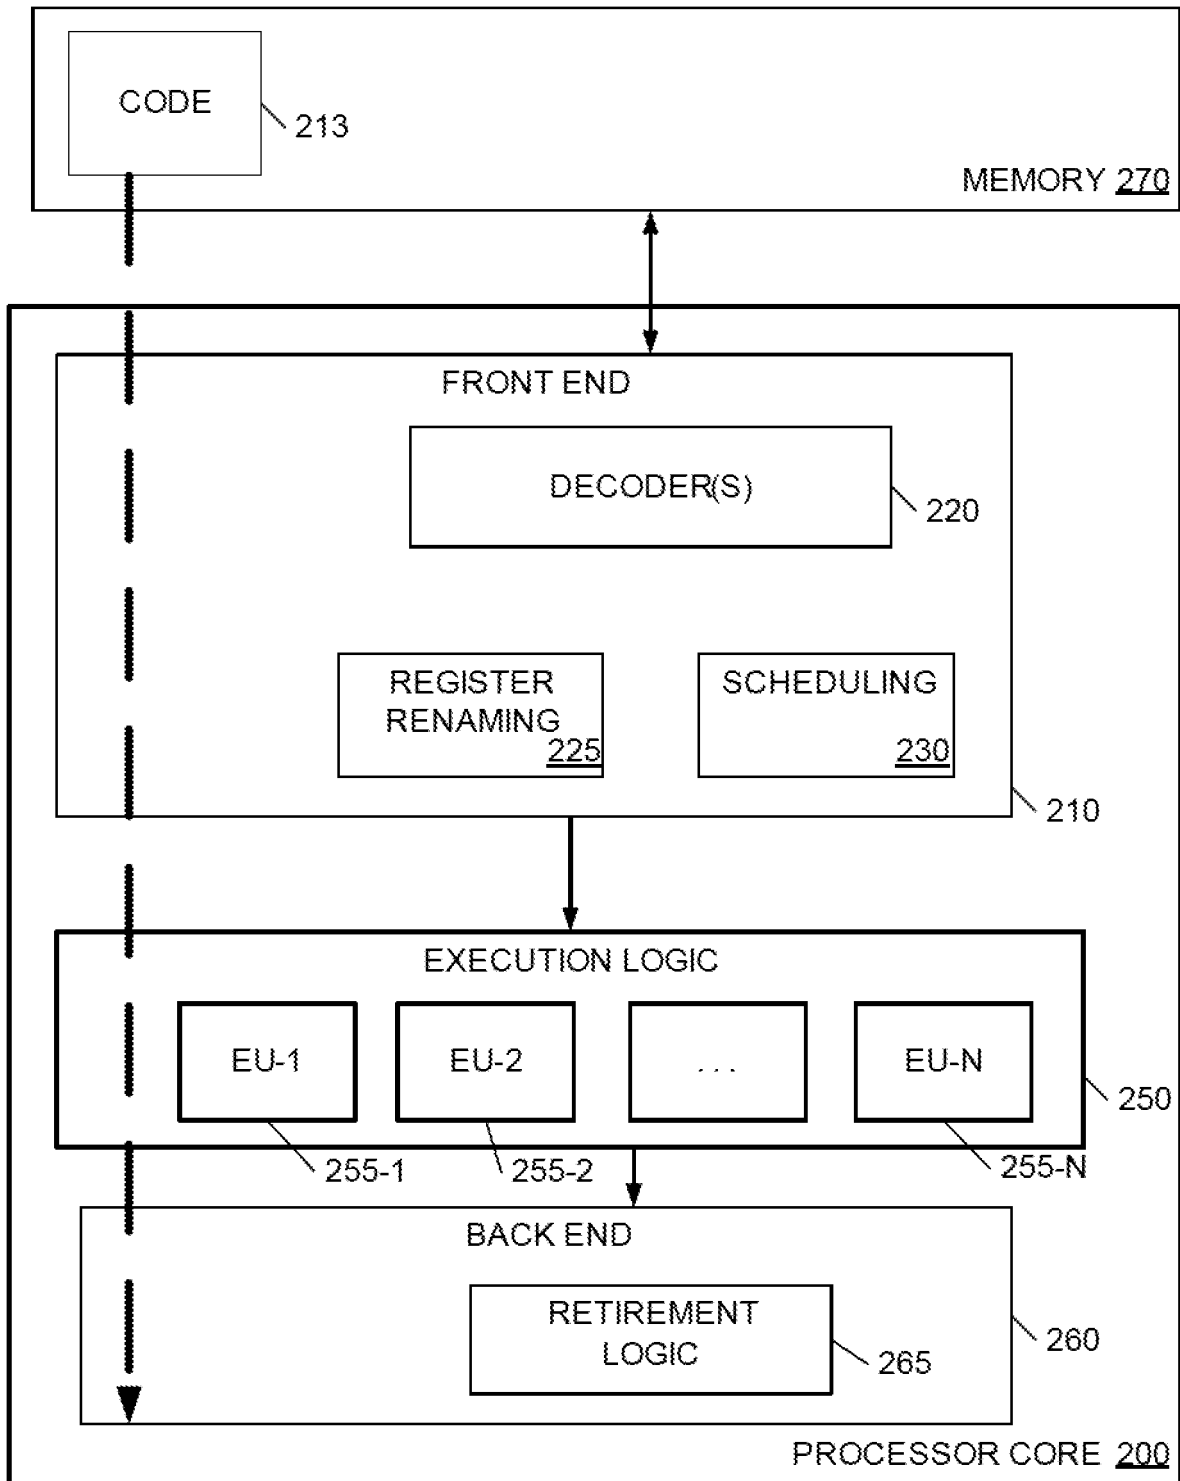 CODE
213
MEMORY 270
FRONT END
DECODER(S)
220
REGISTER
RENAMING
225
SCHEDULING
230
210
EXECUTION LOGIC
EU-1
EU-2
. . .
EU-N
250
255-1
255-2
255-N
BACK END
RETIREMENT
LOGIC
265
260
PROCESSOR CORE 200